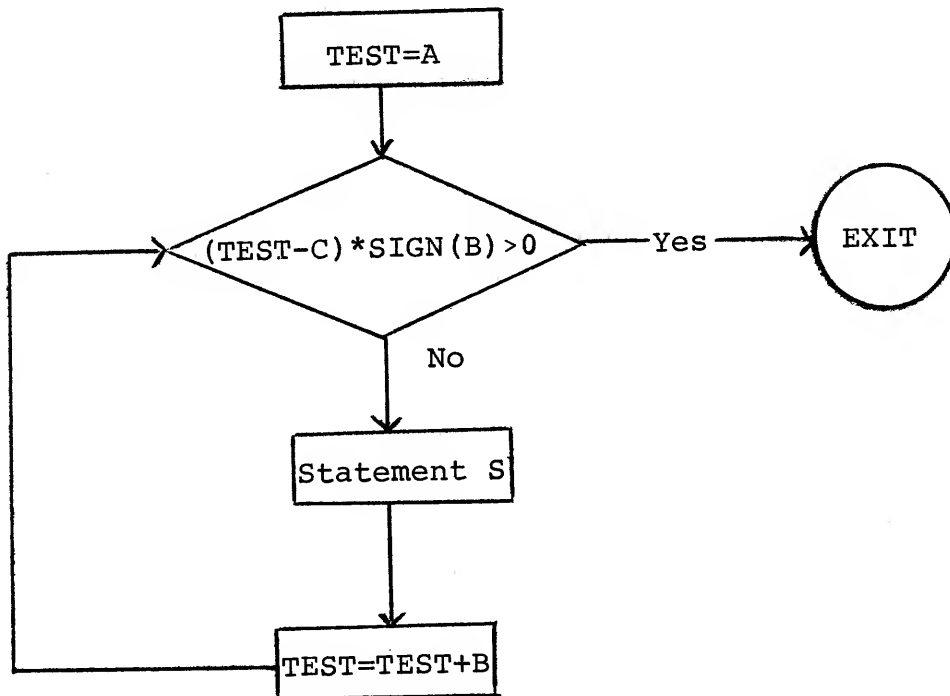 TEST=A
(TEST-C)*SIGN(B)>0
Yes
EXIT
No
Statement S
TEST=TEST+B